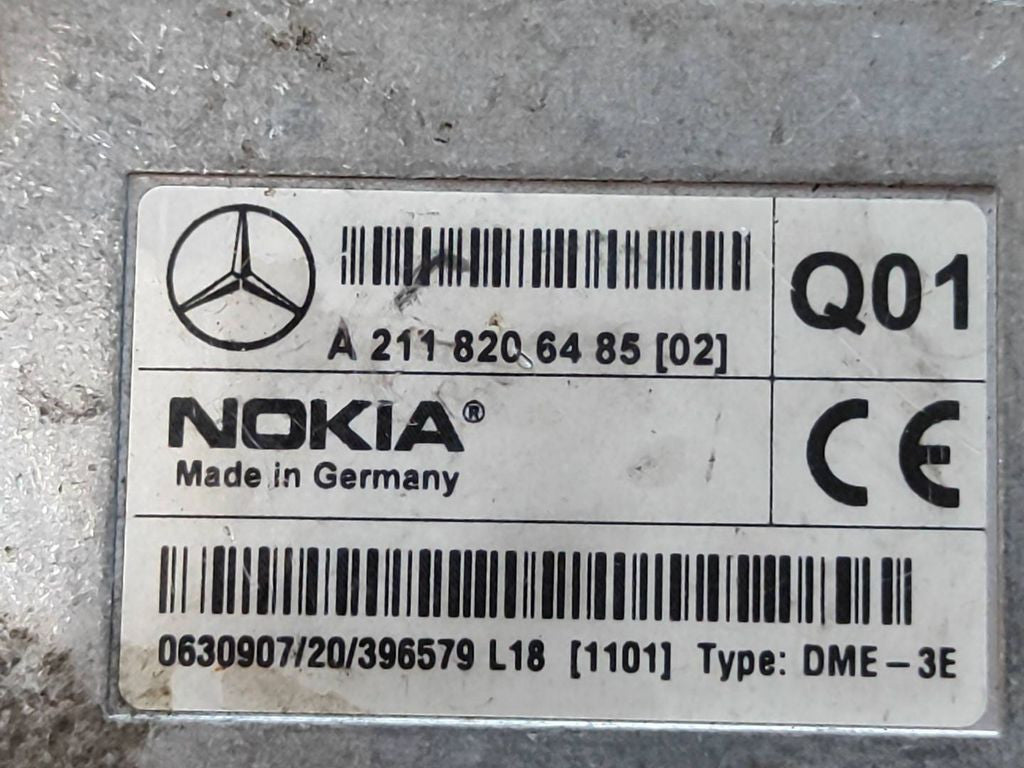 A 211 820 64 85 [02]
Q01
NOKIA®
Made in Germany
CE
0630907/20/396579 L18 [1101] Type: DME-3E